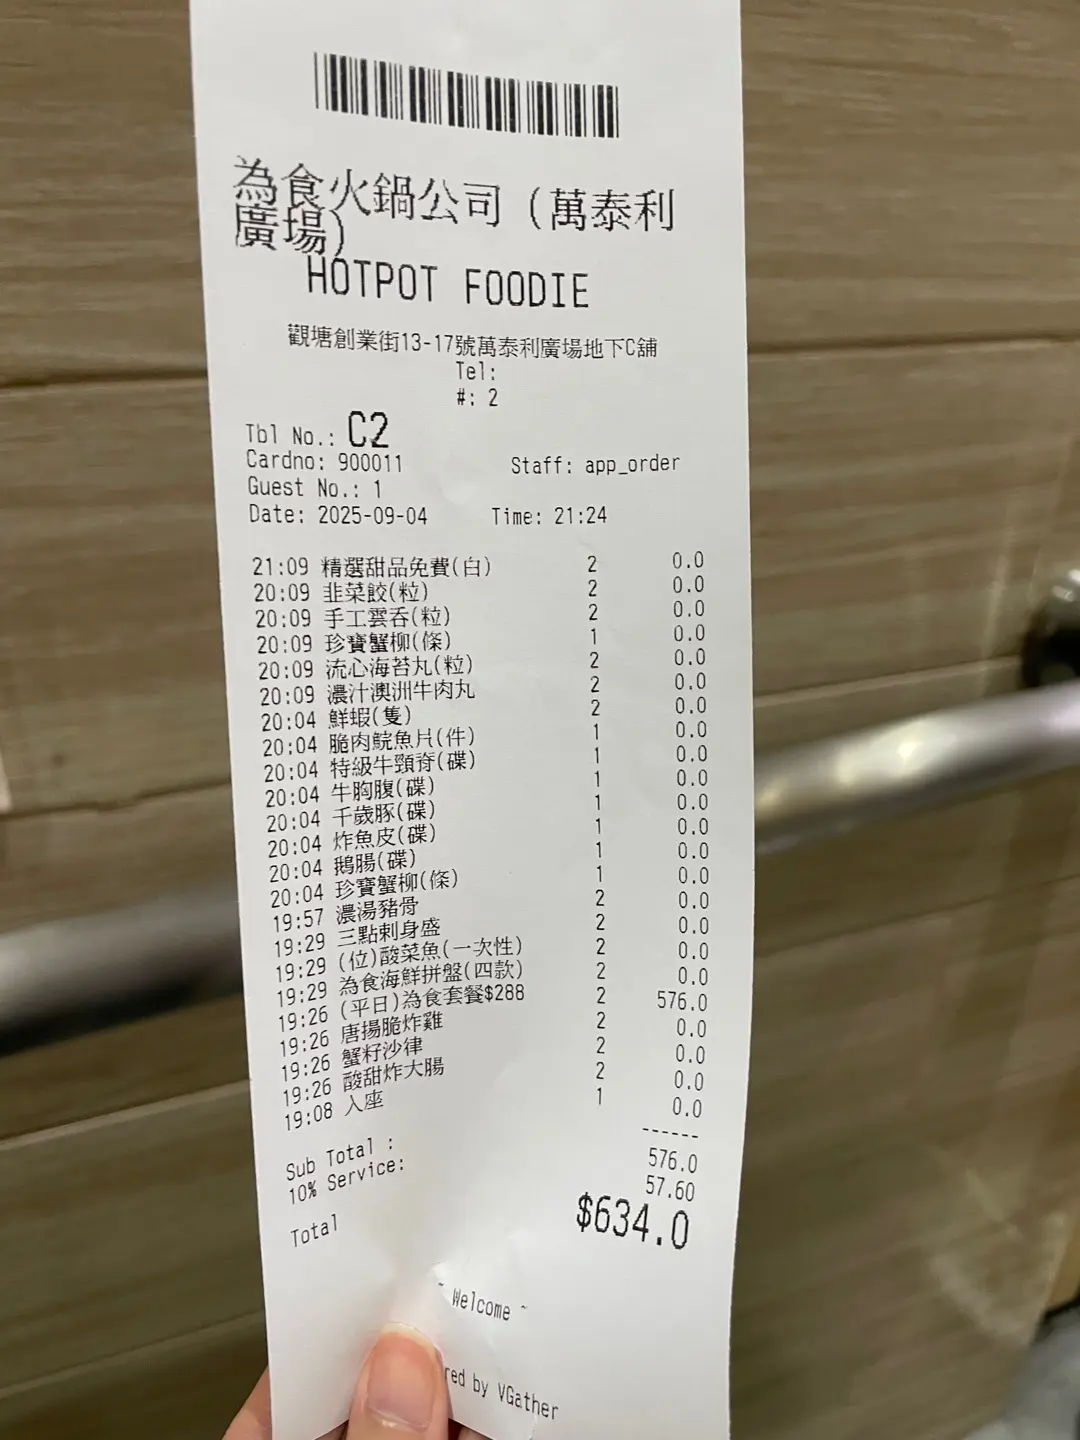 為食火鍋公司 (萬泰利
廣場)
HOTPOT FOODIE
觀塘創業街13-17號萬泰利廣場地下C舖
Tel:
#: 2
Tbl No.: C2
Cardno: 900011 Staff: app_order
Guest No.: 1
Date: 2025-09-04 Time: 21:24
21:09 精選甜品免費(白) 2 0.0
20:09 韭菜餃(粒) 2 0.0
20:09 手工雲吞(粒) 2 0.0
20:09 珍寶蟹柳(條) 1 0.0
20:09 流心海苔丸(粒) 2 0.0
20:09 濃汁澳洲牛肉丸 2 0.0
20:04 鮮蝦(隻) 2 0.0
20:04 脆肉鯇魚片(件) 1 0.0
20:04 特級牛頸脊(碟) 1 0.0
20:04 牛胸腹(碟) 1 0.0
20:04 千歲豚(碟) 1 0.0
20:04 炸魚皮(碟) 1 0.0
20:04 鵝腸(碟) 1 0.0
20:04 珍寶蟹柳(條) 1 0.0
19:57 濃湯豬骨 2 0.0
19:29 三點刺身盛 2 0.0
19:29 (位)酸菜魚(一次性) 2 0.0
19:29 為食海鮮拼盤(四款) 2 0.0
19:26 (平日)為食套餐$288 2 576.0
19:26 唐揚脆炸雞 2 0.0
19:26 蟹籽沙律 2 0.0
19:26 酸甜炸大腸 2 0.0
19:08 入座 1 0.0
------
Sub Total : 576.0
10% Service: 57.60
Total $634.0
~ Welcome ~
red by VGather